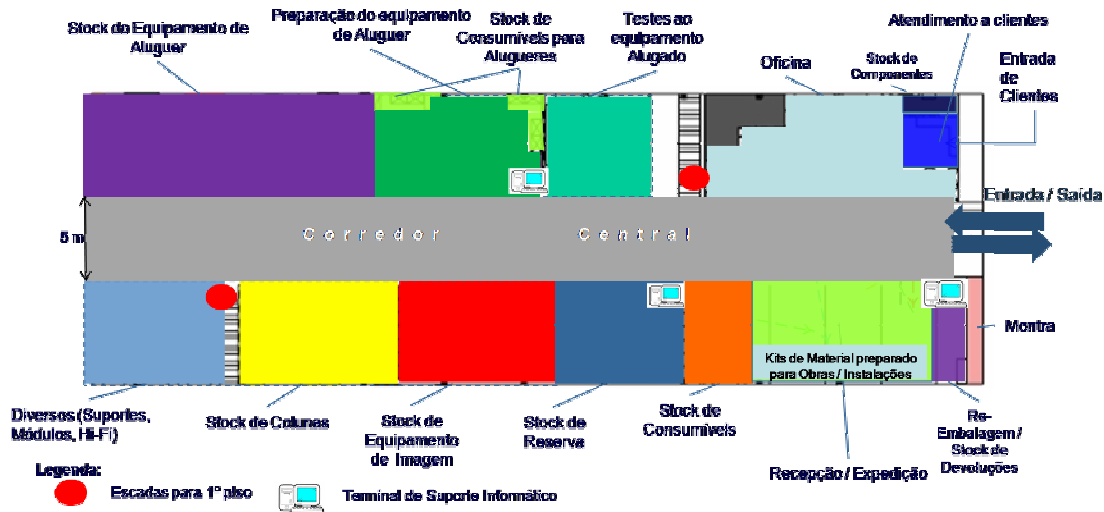 Stock do Equipamento de
Aluguer
Preparação do equipamento
de Aluguer
Stock de
Consumíveis para
Alugueres
Testes ao
equipamento
Alugado
Oficina
Stock de
Componentes
Atendimento a clientes
Entrada
de
Clientes
Entrada / Saída
5 m
Corredor Central
Montra
Kits de Material preparado
para Obras / Instalações
Diversos (Suportes,
Módulos, Hi-Fi)
Stock de Colunas
Stock de
Equipamento
de Imagem
Stock de
Reserva
Stock de
Consumíveis
Recepção / Expedição
Re-
Embalagem /
Stock de
Devoluções
Legenda:
Escadas para 1º piso
Terminal de Suporte Informático